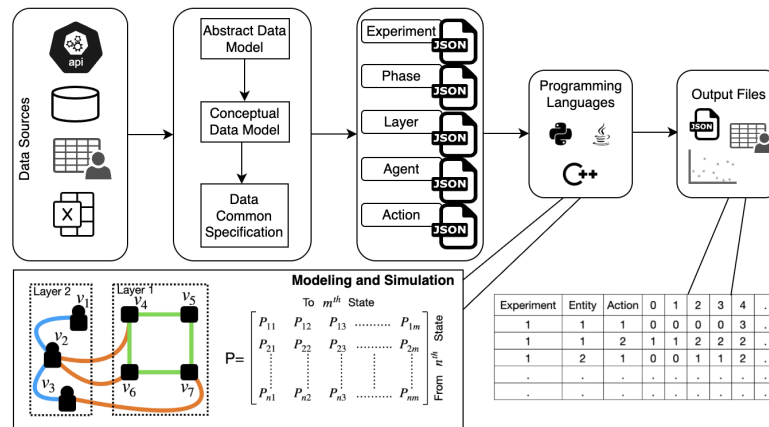 Data Sources
api
X
Abstract Data
Model
Conceptual
Data Model
Data
Common
Specification
Experiment
JSON
Phase
JSON
Layer
JSON
Agent
JSON
Action
JSON
Programming
Languages
C++
Output Files
JSON
Modeling and Simulation
Layer 2
Layer 1
v1
v2
v3
v4
v5
v6
v7
To mth State
P=
P11 P12 P13 ......... P1m
P21 P22 P23 ......... P2m
Pn1 Pn2 Pn3 ......... Pnm
From nth State
Experiment Entity Action 0 1 2 3 4 .
1 1 1 0 0 0 0 3 .
1 1 2 1 1 2 2 2 .
1 2 1 0 0 1 1 2 .
. . . . . . . . .
. . . . . . . . .